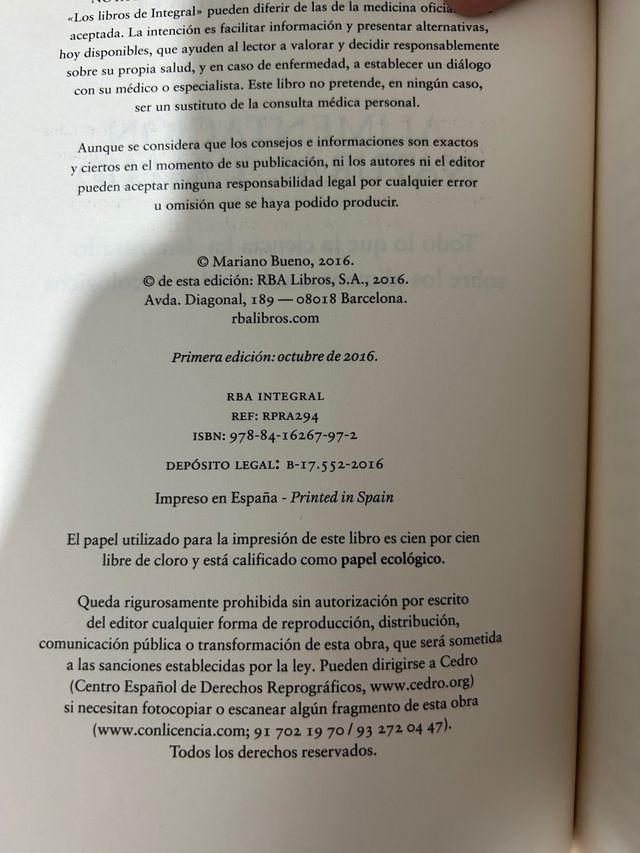 «Los libros de Integral» pueden diferir de las de la medicina
aceptada. La intención es facilitar información y presentar alternativas,
hoy disponibles, que ayuden al lector a valorar y decidir responsablemente
sobre su propia salud, y en caso de enfermedad, a establecer un diálogo
con su médico o especialista. Este libro no pretende, en ningún caso,
ser un sustituto de la consulta médica personal.
Aunque se considera que los consejos e informaciones son exactos
y ciertos en el momento de su publicación, ni los autores ni el editor
pueden aceptar ninguna responsabilidad legal por cualquier error
u omisión que se haya podido producir.
© Mariano Bueno, 2016.
© de esta edición: RBA Libros, S.A., 2016.
Avda. Diagonal, 189 — 08018 Barcelona.
rbalibros.com
Primera edición: octubre de 2016.
RBA INTEGRAL
REF: RPRA294
ISBN: 978-84-16267-97-2
DEPÓSITO LEGAL: B-17.552-2016
Impreso en España - Printed in Spain
El papel utilizado para la impresión de este libro es cien por cien
libre de cloro y está calificado como papel ecológico.
Queda rigurosamente prohibida sin autorización por escrito
del editor cualquier forma de reproducción, distribución,
comunicación pública o transformación de esta obra, que será sometida
a las sanciones establecidas por la ley. Pueden dirigirse a Cedro
(Centro Español de Derechos Reprográficos, www.cedro.org)
si necesitan fotocopiar o escanear algún fragmento de esta obra
(www.conlicencia.com; 91 702 19 70 / 93 272 04 47).
Todos los derechos reservados.